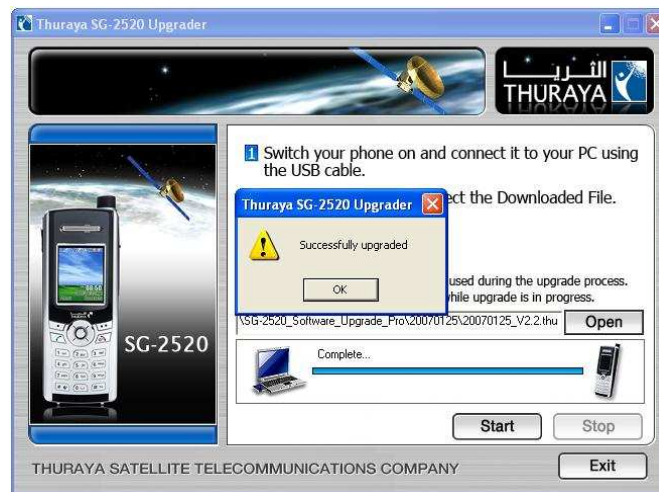 Thuraya SG-2520 Upgrader
الثريا
THURAYA
1 Switch your phone on and connect it to your PC using
the USB cable.
ect the Downloaded File.
Thuraya SG-2520 Upgrader
Successfully upgraded
OK
used during the upgrade process.
while upgrade is in progress.
\SG-2520_Software_Upgrade_Pro\20070125\20070125_V2.2.thu
Open
SG-2520
Complete...
Start
Stop
THURAYA SATELLITE TELECOMMUNICATIONS COMPANY
Exit